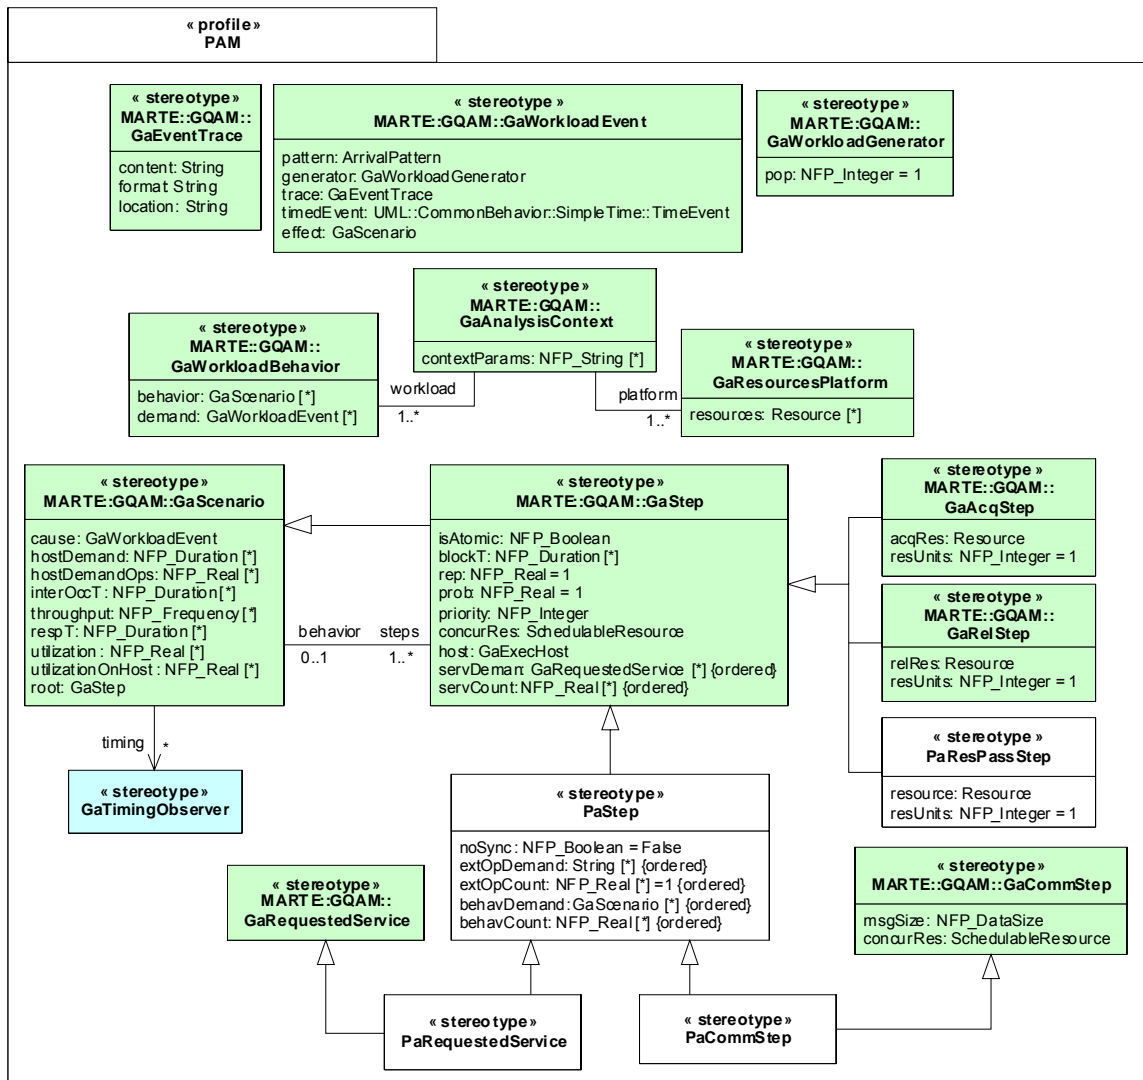 « profile »
PAM
« stereotype »
MARTE::GQAM::
GaEventTrace
content: String
format: String
location: String
« stereotype »
MARTE::GQAM::GaWorkloadEvent
pattern: ArrivalPattern
generator: GaWorkloadGenerator
trace: GaEventTrace
timedEvent: UML::CommonBehavior::SimpleTime::TimeEvent
effect: GaScenario
« stereotype »
MARTE::GQAM::
GaWorkloadGenerator
pop: NFP_Integer = 1
« stereotype »
MARTE::GQAM::
GaAnalysisContext
contextParams: NFP_String [*]
« stereotype »
MARTE::GQAM::
GaWorkloadBehavior
behavior: GaScenario [*]
demand: GaWorkloadEvent [*]
workload
1..*
platform
1..*
« stereotype »
MARTE::GQAM::
GaResourcesPlatform
resources: Resource [*]
« stereotype »
MARTE::GQAM::GaScenario
cause: GaWorkloadEvent
hostDemand: NFP_Duration [*]
hostDemandOps: NFP_Real [*]
interOccT: NFP_Duration [*]
throughput: NFP_Frequency [*]
respT: NFP_Duration [*]
utilization : NFP_Real [*]
utilizationOnHost : NFP_Real [*]
root: GaStep
behavior
0..1
steps
1..*
« stereotype »
MARTE::GQAM::GaStep
isAtomic: NFP_Boolean
blockT: NFP_Duration [*]
rep: NFP_Real = 1
prob: NFP_Real = 1
priority: NFP_Integer
concurRes: SchedulableResource
host: GaExecHost
servDeman: GaRequestedService [*] {ordered}
servCount: NFP_Real [*] {ordered}
« stereotype »
MARTE::GQAM::
GaAcqStep
acqRes: Resource
resUnits: NFP_Integer = 1
« stereotype »
MARTE::GQAM::
GaRelStep
relRes: Resource
resUnits: NFP_Integer = 1
« stereotype »
PaResPassStep
resource: Resource
resUnits: NFP_Integer = 1
timing
*
« stereotype »
GaTimingObserver
« stereotype »
PaStep
noSync: NFP_Boolean = False
extOpDemand: String [*] {ordered}
extOpCount: NFP_Real [*] =1 {ordered}
behavDemand: GaScenario [*] {ordered}
behavCount: NFP_Real [*] {ordered}
« stereotype »
MARTE::GQAM::
GaRequestedService
« stereotype »
MARTE::GQAM::GaCommStep
msgSize: NFP_DataSize
concurRes: SchedulableResource
« stereotype »
PaRequestedService
« stereotype »
PaCommStep